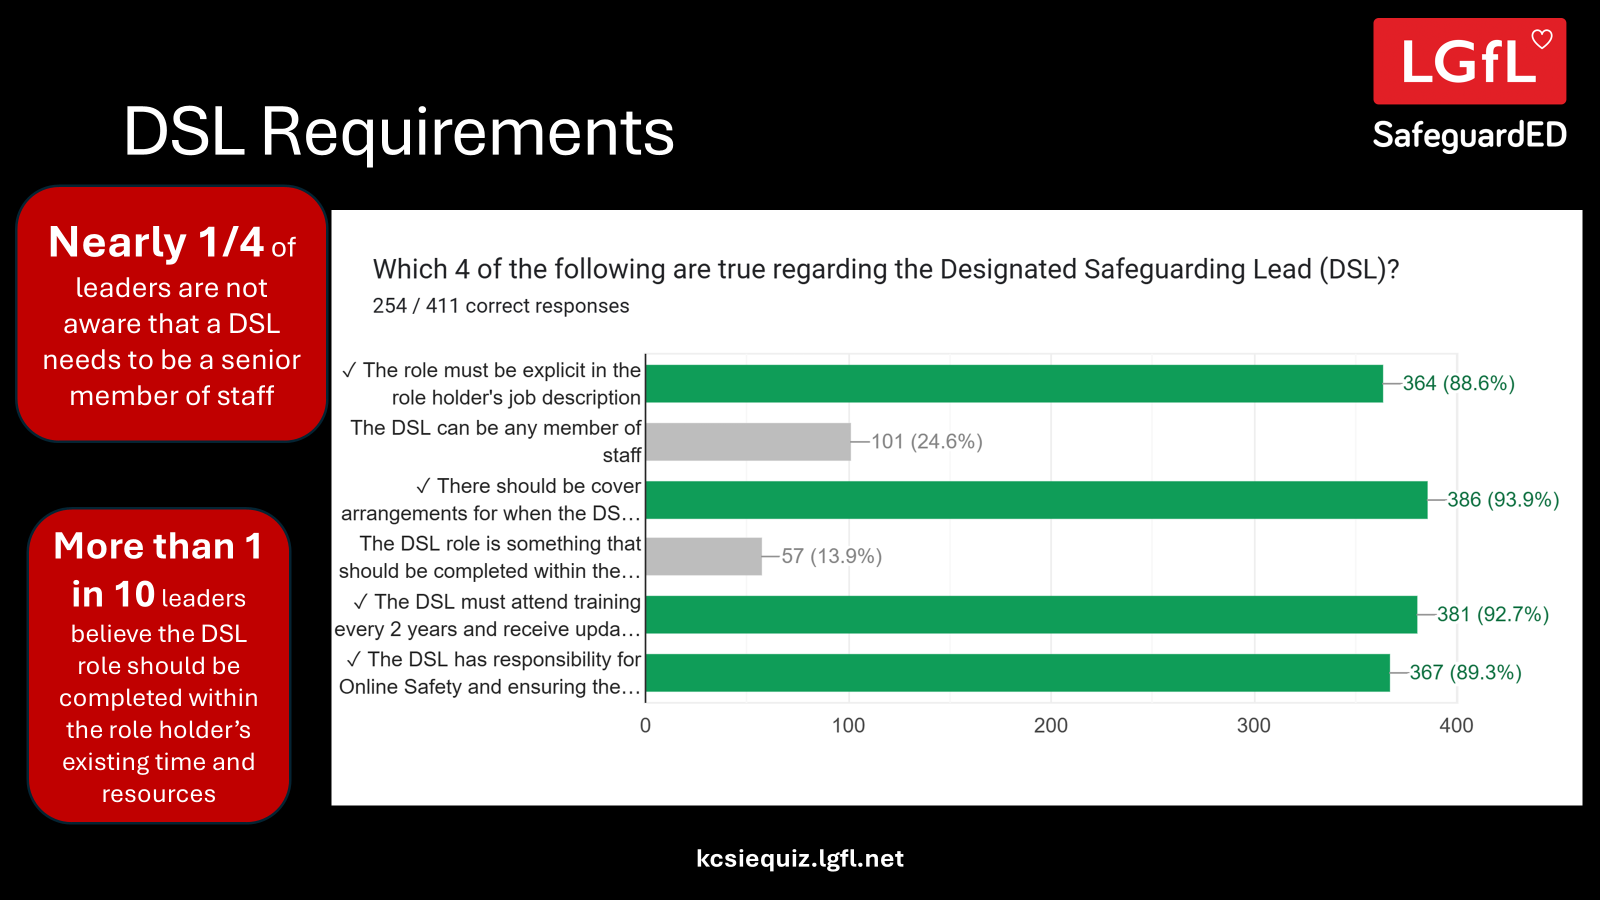 LGfL
SafeguardED
DSL Requirements
Nearly 1/4 of
leaders are not
aware that a DSL
needs to be a senior
member of staff
More than 1
in 10 leaders
believe the DSL
role should be
completed within
the role holder’s
existing time and
resources
Which 4 of the following are true regarding the Designated Safeguarding Lead (DSL)?
254 / 411 correct responses
✓ The role must be explicit in the
role holder's job description
364 (88.6%)
The DSL can be any member of
staff
101 (24.6%)
✓ There should be cover
arrangements for when the DS…
386 (93.9%)
The DSL role is something that
should be completed within the…
57 (13.9%)
✓ The DSL must attend training
every 2 years and receive upda…
381 (92.7%)
✓ The DSL has responsibility for
Online Safety and ensuring the…
367 (89.3%)
0 100 200 300 400
kcsiequiz.lgfl.net